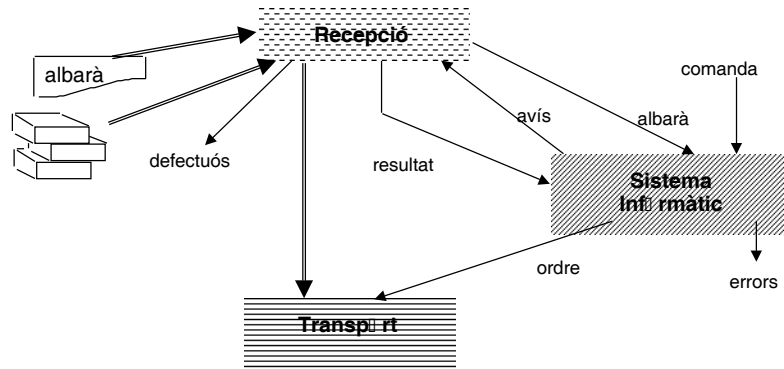 Recepció
albarà
comanda
avís
albarà
defectuós
resultat
Sistema
Inf▯rmàtic
ordre
errors
Transp▯rt